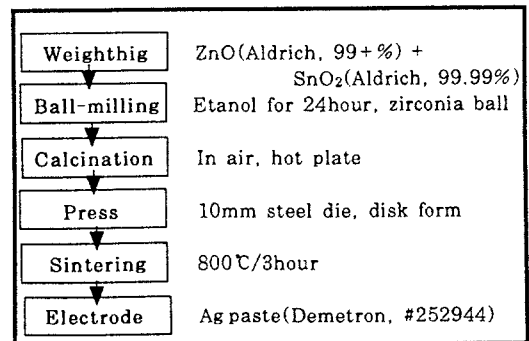 Weighthig ZnO(Aldrich, 99+%) +
SnO₂(Aldrich, 99.99%)
Ball-milling Etanol for 24hour, zirconia ball
Calcination In air, hot plate
Press 10mm steel die, disk form
Sintering 800℃/3hour
Electrode Ag paste(Demetron, #252944)